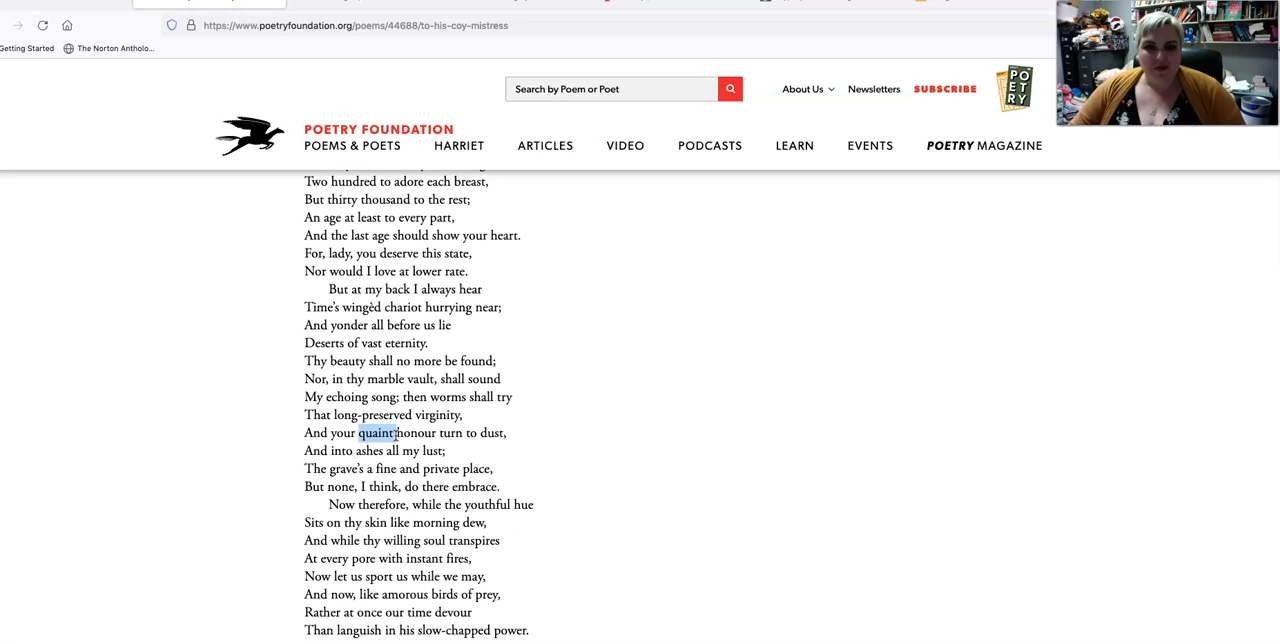 https://www.poetryfoundation.org/poems/44688/to-his-coy-mistress
Getting Started
The Norton Antholo...
Search by Poem or Poet
About Us
Newsletters
SUBSCRIBE
POETRY
POETRY FOUNDATION
POEMS & POETS
HARRIET
ARTICLES
VIDEO
PODCASTS
LEARN
EVENTS
POETRY MAGAZINE
Two hundred to adore each breast,
But thirty thousand to the rest;
An age at least to every part,
And the last age should show your heart.
For, lady, you deserve this state,
Nor would I love at lower rate.
But at my back I always hear
Time’s wingèd chariot hurrying near;
And yonder all before us lie
Deserts of vast eternity.
Thy beauty shall no more be found;
Nor, in thy marble vault, shall sound
My echoing song; then worms shall try
That long-preserved virginity,
And your quaint honour turn to dust,
And into ashes all my lust;
The grave’s a fine and private place,
But none, I think, do there embrace.
Now therefore, while the youthful hue
Sits on thy skin like morning dew,
And while thy willing soul transpires
At every pore with instant fires,
Now let us sport us while we may,
And now, like amorous birds of prey,
Rather at once our time devour
Than languish in his slow-chapped power.